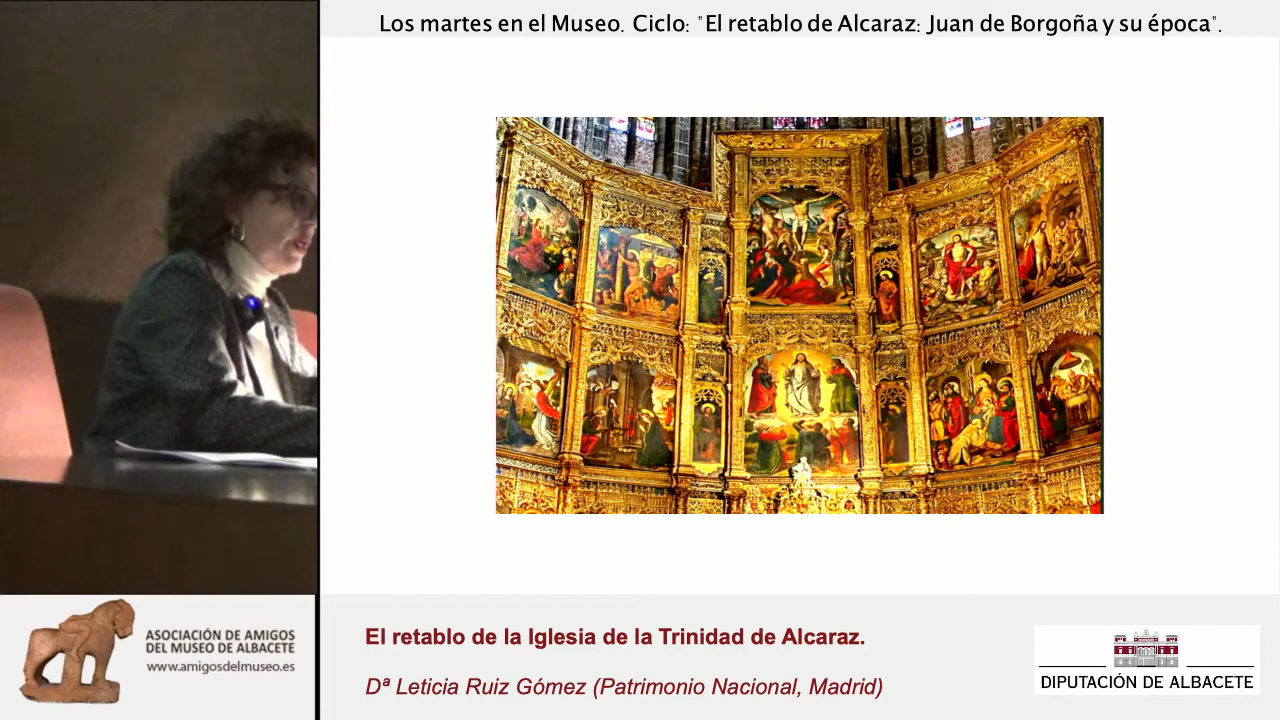 Los martes en el Museo. Ciclo: "El retablo de Alcaraz: Juan de Borgoña y su época".
ASOCIACIÓN DE AMIGOS
DEL MUSEO DE ALBACETE
www.amigosdelmuseo.es
El retablo de la Iglesia de la Trinidad de Alcaraz.
Dª Leticia Ruiz Gómez (Patrimonio Nacional, Madrid)
DIPUTACIÓN DE ALBACETE